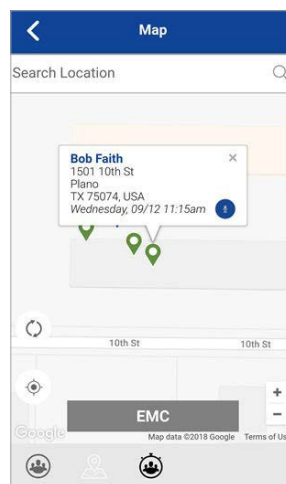 Map
Search Location
Bob Faith
1501 10th St
Plano
TX 75074, USA
Wednesday, 09/12 11:15am
10th St
10th St
EMC
Google
Map data ©2018 Google
Terms of Us